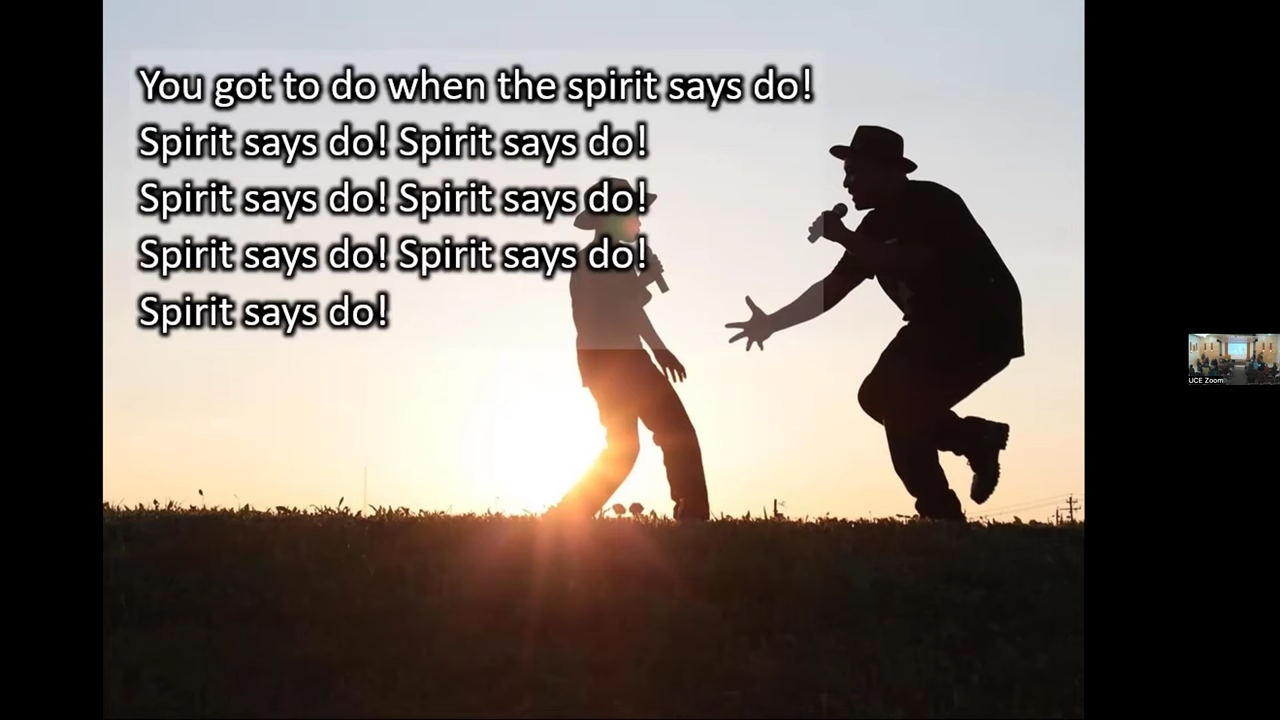 You got to do when the spirit says do!
Spirit says do! Spirit says do!
Spirit says do! Spirit says do!
Spirit says do! Spirit says do!
Spirit says do!
UCE Zoom